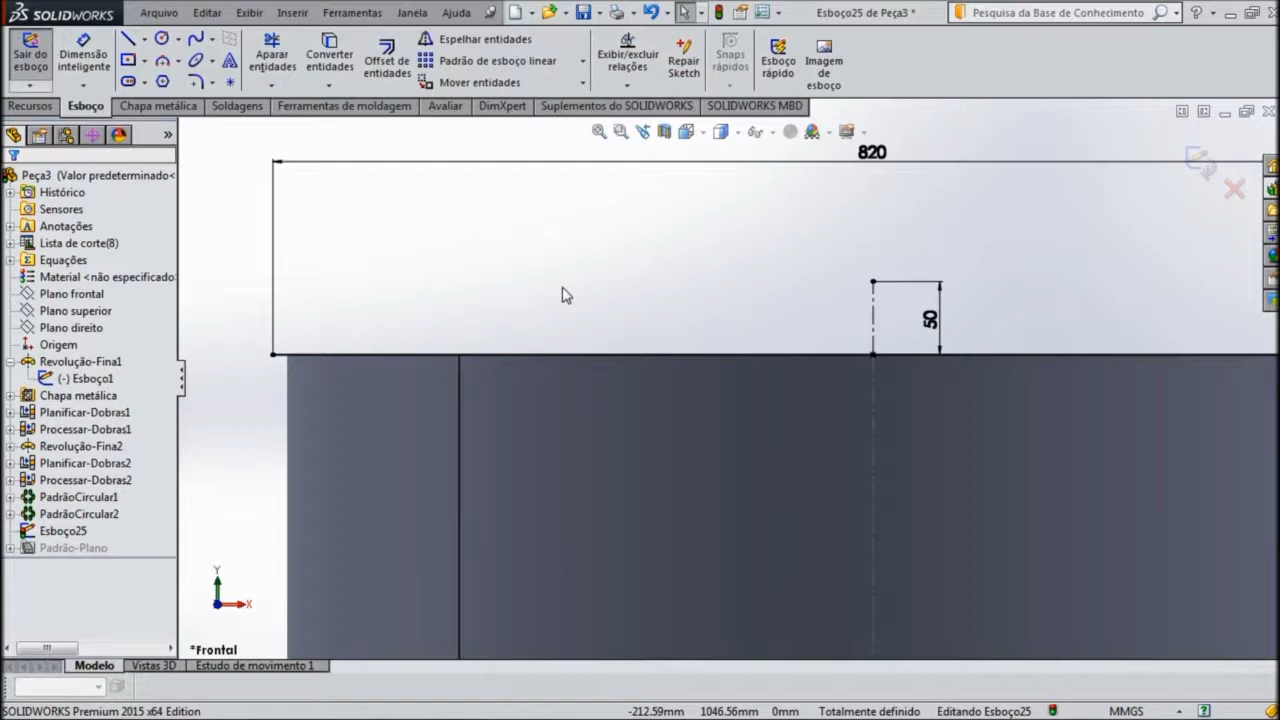 SOLIDWORKS
Arquivo Editar Exibir Inserir Ferramentas Janela Ajuda
Esboço25 de Peça3 *
Pesquisa da Base de Conhecimento
Sair do esboço
Dimensão inteligente
Aparar entidades
Converter entidades
Offset de entidades
Espelhar entidades
Padrão de esboço linear
Mover entidades
Exibir/excluir relações
Repair Sketch
Snaps rápidos
Esboço rápido
Imagem de esboço
Recursos Esboço Chapa metálica Soldagens Ferramentas de moldagem Avaliar DimXpert Suplementos do SOLIDWORKS SOLIDWORKS MBD
Peça3 (Valor predeterminado<
Histórico
Sensores
Anotações
Lista de corte(8)
Equações
Material <não especificado
Plano frontal
Plano superior
Plano direito
Origem
Revolução-Fina1
(-) Esboço1
Chapa metálica
Planificar-Dobras1
Processar-Dobras1
Revolução-Fina2
Planificar-Dobras2
Processar-Dobras2
PadrãoCircular1
PadrãoCircular2
Esboço25
Padrão-Plano
820
50
Y
X
*Frontal
Modelo Vistas 3D Estudo de movimento 1
SOLIDWORKS Premium 2015 x64 Edition
-212.59mm 1046.56mm 0mm Totalmente definido Editando Esboço25 MMGS